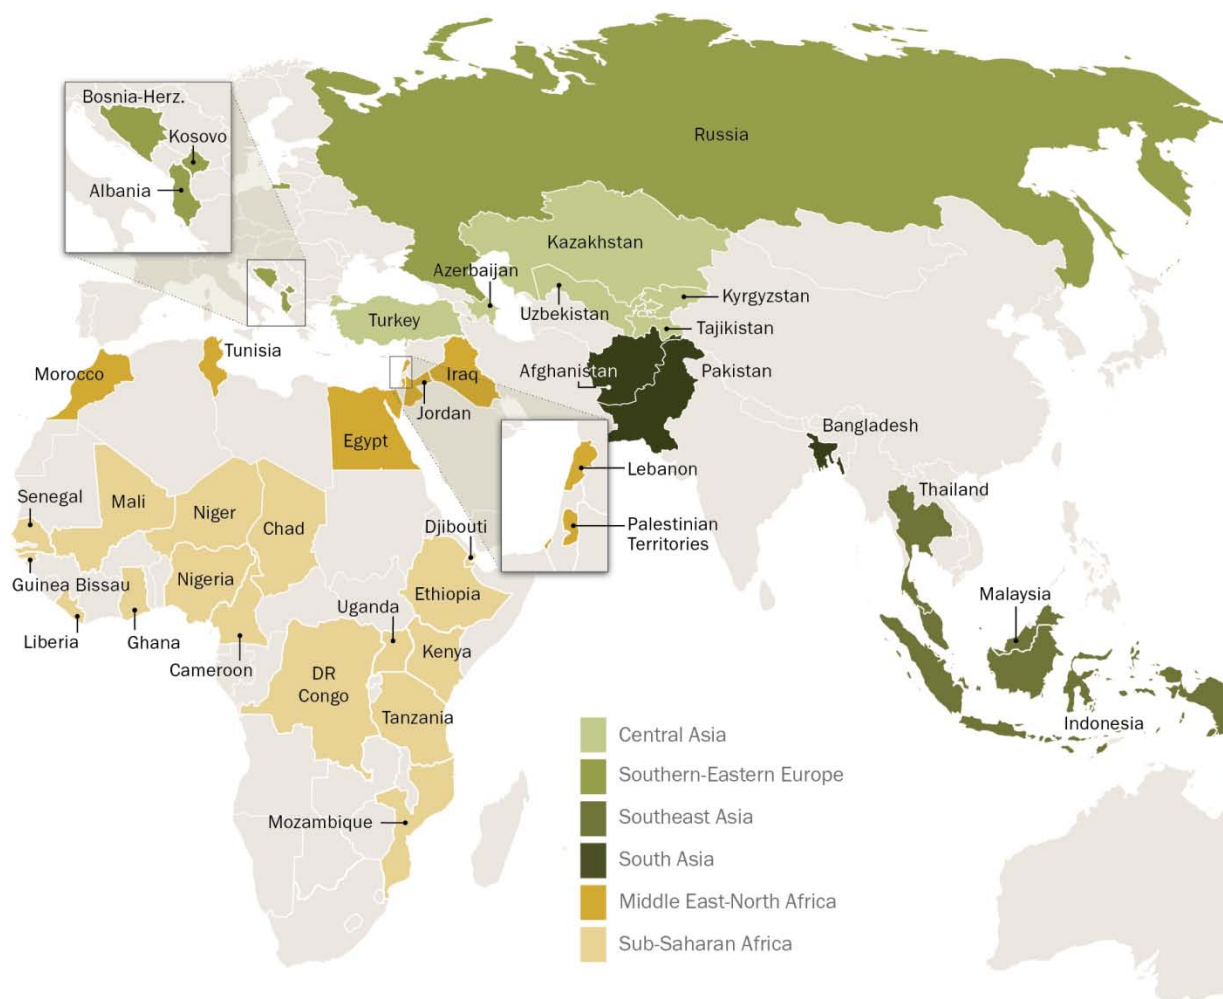 Bosnia-Herz.
Kosovo
Albania
Russia
Kazakhstan
Azerbaijan
Kyrgyzstan
Uzbekistan
Turkey
Tajikistan
Tunisia
Morocco
Iraq
Afghanistan
Pakistan
Jordan
Egypt
Bangladesh
Lebanon
Thailand
Senegal
Mali
Niger
Chad
Djibouti
Palestinian
Territories
Guinea Bissau
Nigeria
Ethiopia
Malaysia
Uganda
Liberia
Ghana
Cameroon
Kenya
DR
Congo
Tanzania
Indonesia
Mozambique
Central Asia
Southern-Eastern Europe
Southeast Asia
South Asia
Middle East-North Africa
Sub-Saharan Africa